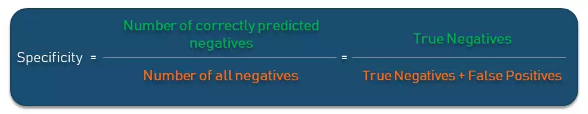 Number of correctly predicted
negatives
True Negatives
Specificity = =
Number of all negatives
True Negatives + False Positives